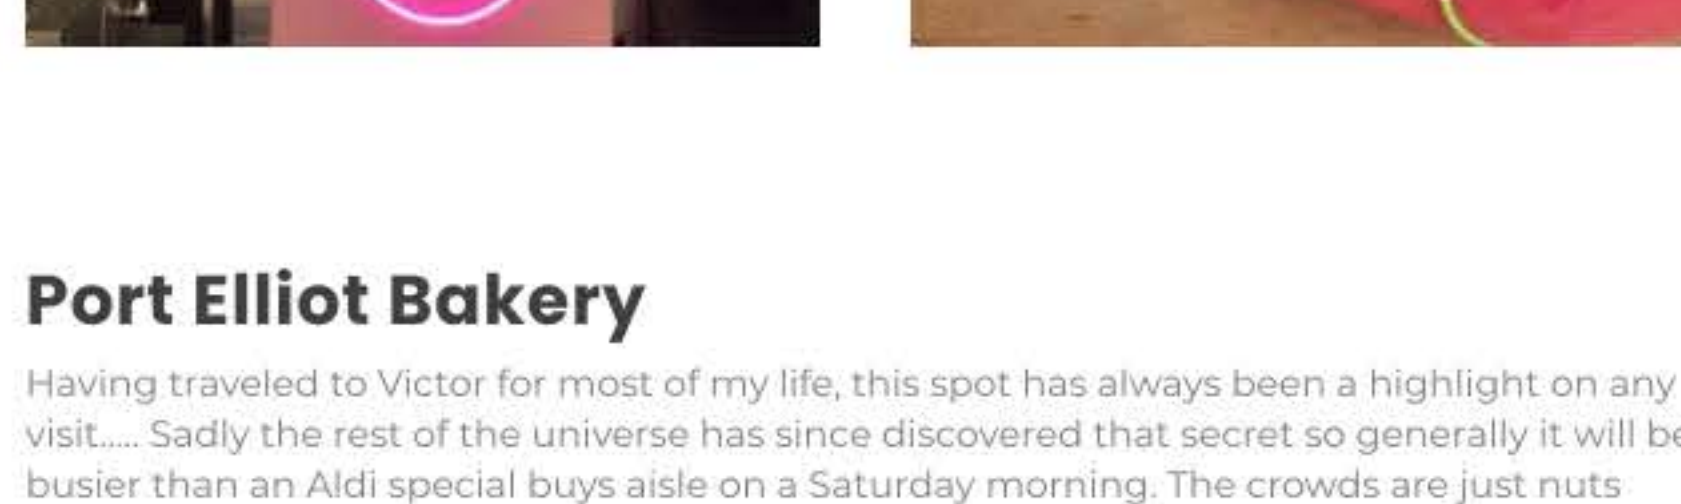 Port Elliot Bakery
Having traveled to Victor for most of my life, this spot has always been a highlight on any
visit..... Sadly the rest of the universe has since discovered that secret so generally it will be
busier than an Aldi special buys aisle on a Saturday morning. The crowds are just nuts